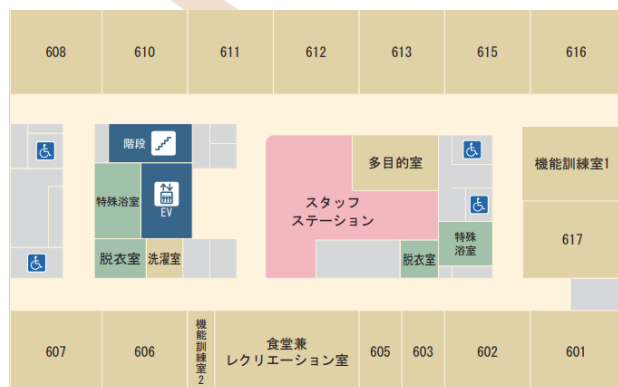 608
610
611
612
613
615
616
階段
多目的室
機能訓練室1
特殊浴室
EV
スタッフ
ステーション
特殊
浴室
617
脱衣室
洗濯室
脱衣室
607
606
機能訓練室2
食堂兼
レクリエーション室
605
603
602
601